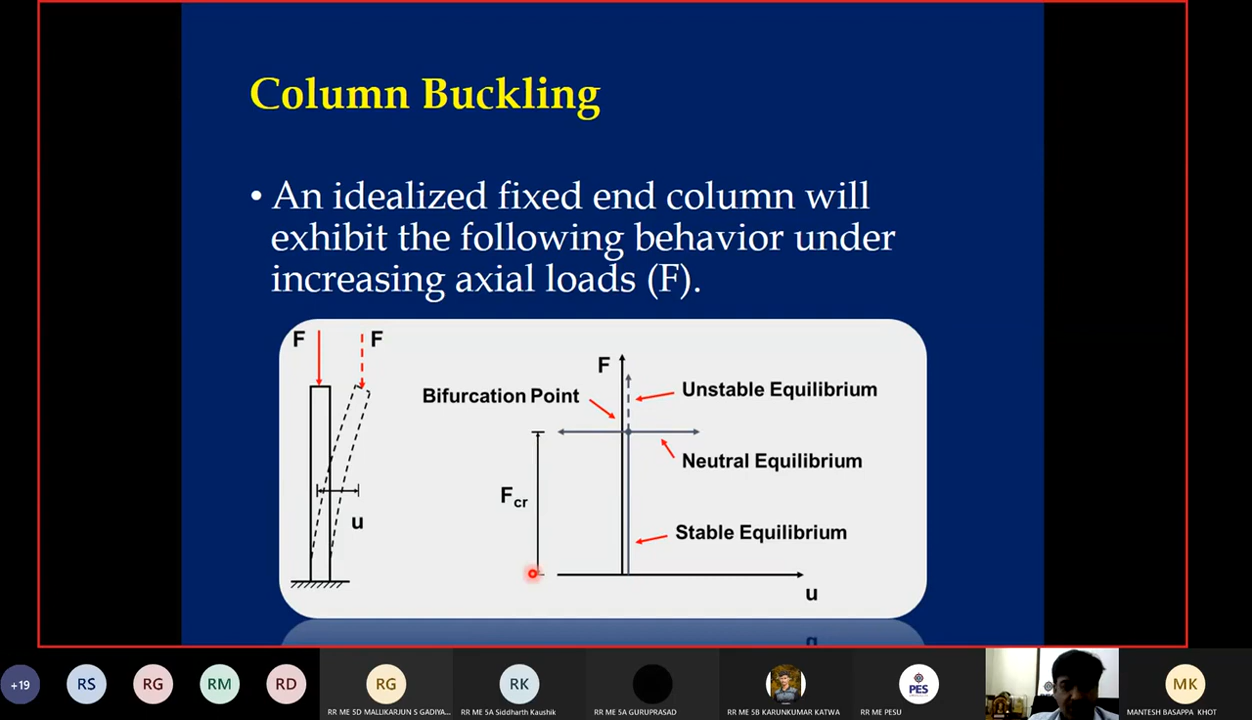 Column Buckling
• An idealized fixed end column will
exhibit the following behavior under
increasing axial loads (F).
F
F
u
F
Bifurcation Point
Unstable Equilibrium
Neutral Equilibrium
Fcr
Stable Equilibrium
u
+19
RS
RG
RM
RD
RG
RK
PES
MK
RR ME 5D MALLIKARJUN S GADIYA...
RR ME 5A Siddharth Kaushik
RR ME 5A GURUPRASAD
RR ME 5B KARUNKUMAR KATWA
RR ME PESU
MANTESH BASAPPA KHOT